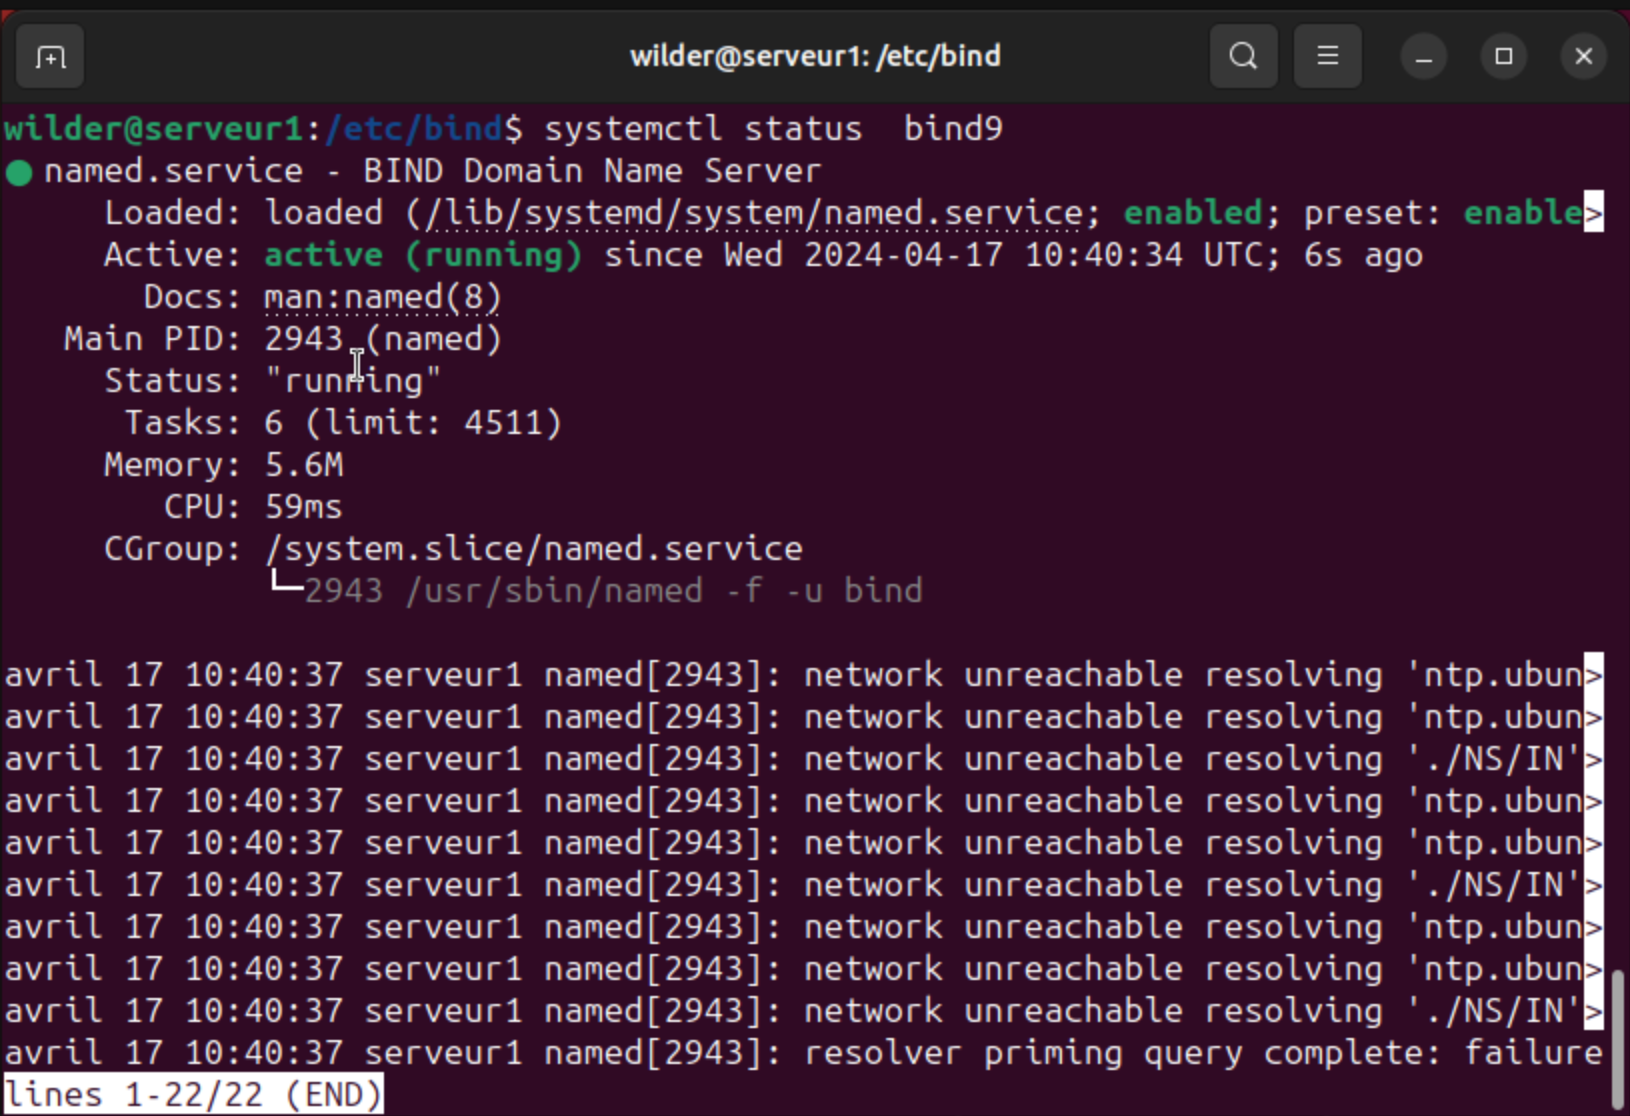 wilder@serveur1: /etc/bind
wilder@serveur1:/etc/bind$ systemctl status  bind9
● named.service - BIND Domain Name Server
     Loaded: loaded (/lib/systemd/system/named.service; enabled; preset: enable>
     Active: active (running) since Wed 2024-04-17 10:40:34 UTC; 6s ago
       Docs: man:named(8)
   Main PID: 2943 (named)
     Status: "running"
      Tasks: 6 (limit: 4511)
     Memory: 5.6M
        CPU: 59ms
     CGroup: /system.slice/named.service
             └─2943 /usr/sbin/named -f -u bind
avril 17 10:40:37 serveur1 named[2943]: network unreachable resolving 'ntp.ubun>
avril 17 10:40:37 serveur1 named[2943]: network unreachable resolving 'ntp.ubun>
avril 17 10:40:37 serveur1 named[2943]: network unreachable resolving './NS/IN'>
avril 17 10:40:37 serveur1 named[2943]: network unreachable resolving 'ntp.ubun>
avril 17 10:40:37 serveur1 named[2943]: network unreachable resolving 'ntp.ubun>
avril 17 10:40:37 serveur1 named[2943]: network unreachable resolving './NS/IN'>
avril 17 10:40:37 serveur1 named[2943]: network unreachable resolving 'ntp.ubun>
avril 17 10:40:37 serveur1 named[2943]: network unreachable resolving 'ntp.ubun>
avril 17 10:40:37 serveur1 named[2943]: network unreachable resolving './NS/IN'>
avril 17 10:40:37 serveur1 named[2943]: resolver priming query complete: failure
lines 1-22/22 (END)